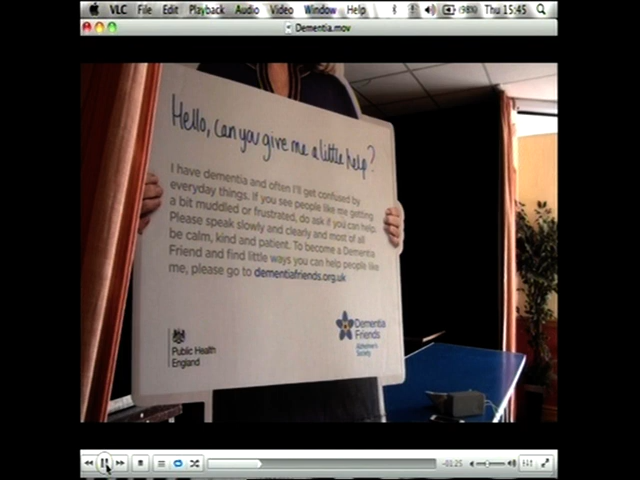 VLC File Edit Playback Audio Video Window Help (98%) Thu 15:45
Dementia.mov
Hello, can you give me a little help?
I have dementia and often I'll get confused by
everyday things. If you see people like me getting
a bit muddled or frustrated, do ask if you can help.
Please speak slowly and clearly and most of all
be calm, kind and patient. To become a Dementia
Friend and find little ways you can help people like
me, please go to dementiafriends.org.uk
Public Health
England
Dementia
Friends
Alzheimer's
Society
-01:25